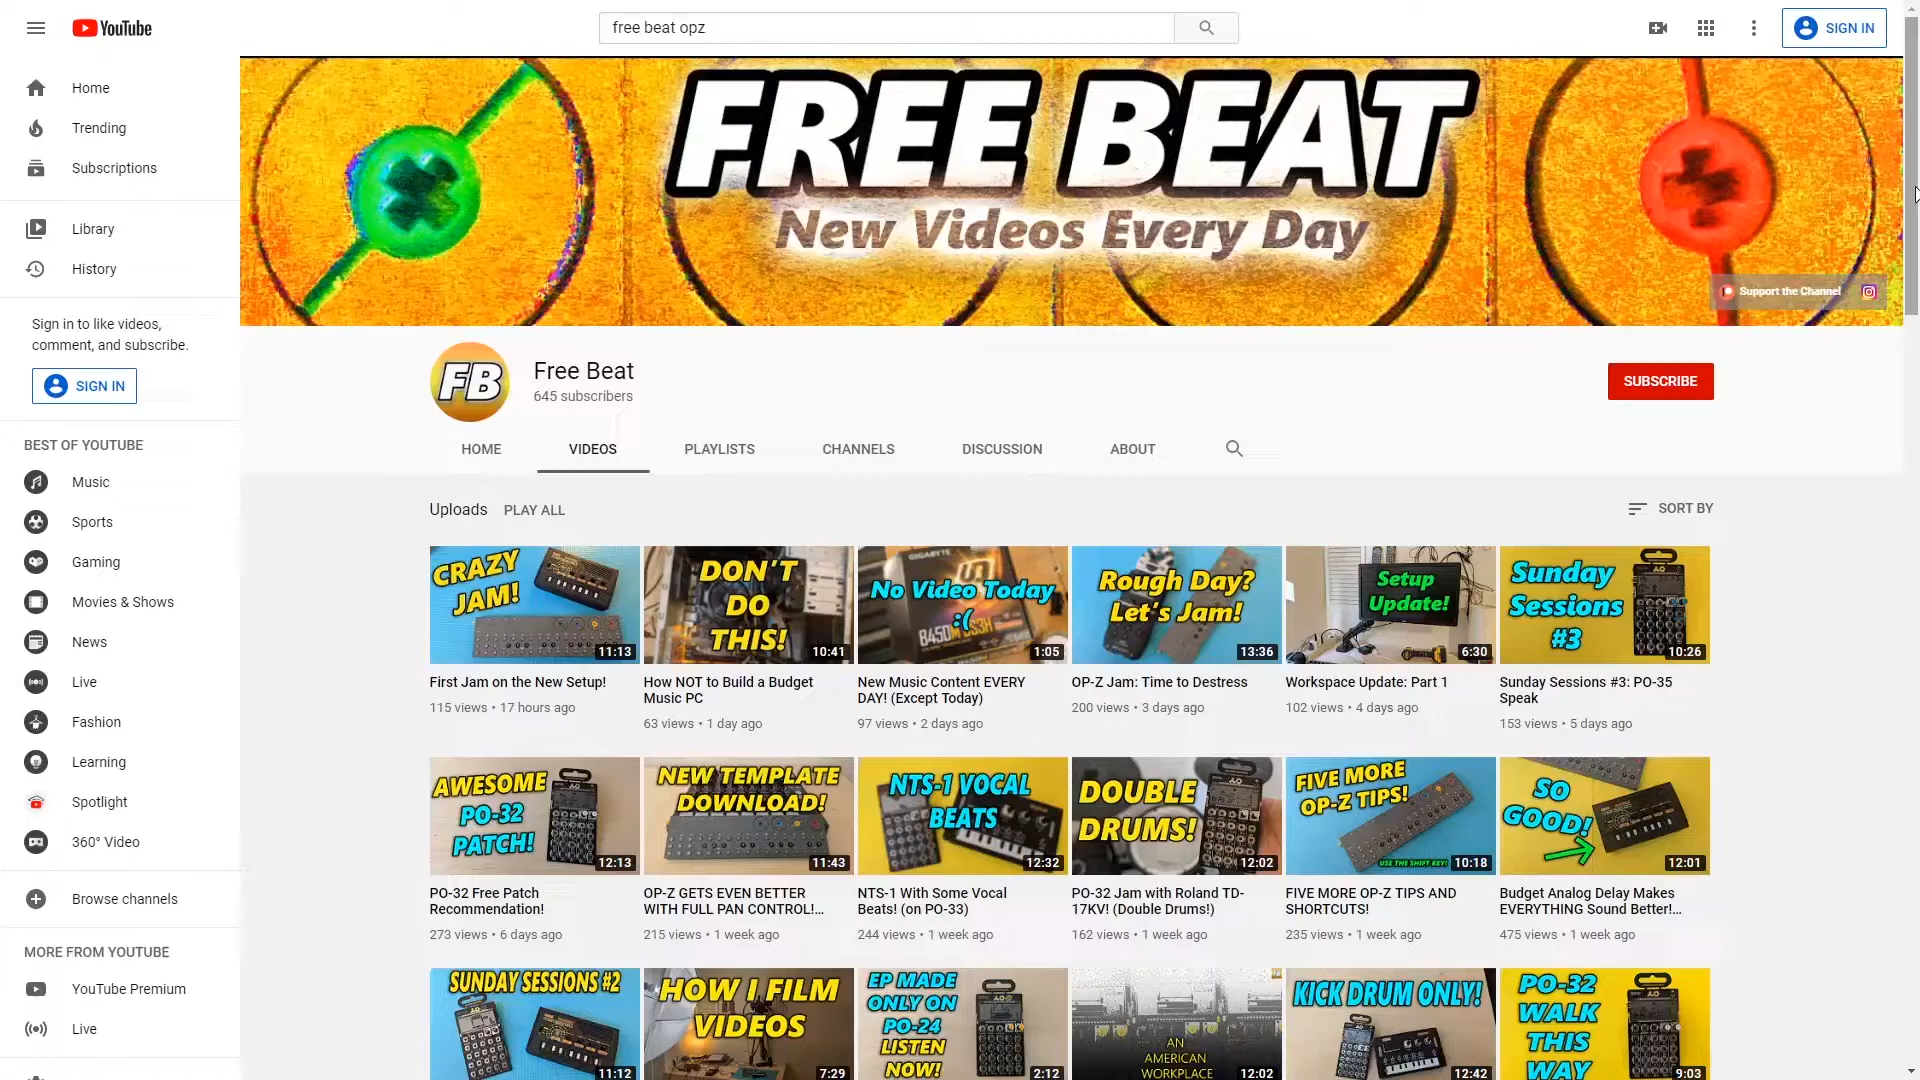 YouTube
free beat opz
SIGN IN
Home
Trending
Subscriptions
Library
History
Sign in to like videos,
comment, and subscribe.
SIGN IN
BEST OF YOUTUBE
Music
Sports
Gaming
Movies & Shows
News
Live
Fashion
Learning
Spotlight
360° Video
Browse channels
MORE FROM YOUTUBE
YouTube Premium
Live
FREE BEAT
New Videos Every Day
Support the Channel
FB
Free Beat
645 subscribers
SUBSCRIBE
HOME
VIDEOS
PLAYLISTS
CHANNELS
DISCUSSION
ABOUT
Uploads
PLAY ALL
SORT BY
CRAZY
JAM!
11:13
First Jam on the New Setup!
115 views • 17 hours ago
DON'T
DO
THIS!
10:41
How NOT to Build a Budget
Music PC
63 views • 1 day ago
GIGABYTE
No Video Today
:(
B450M DS3H
1:05
New Music Content EVERY
DAY! (Except Today)
97 views • 2 days ago
Rough Day?
Let's Jam!
13:36
OP-Z Jam: Time to Destress
200 views • 3 days ago
Setup
Update!
6:30
Workspace Update: Part 1
102 views • 4 days ago
Sunday
Sessions
#3
10:26
Sunday Sessions #3: PO-35
Speak
153 views • 5 days ago
AWESOME
PO-32
PATCH!
12:13
PO-32 Free Patch
Recommendation!
273 views • 6 days ago
NEW TEMPLATE
DOWNLOAD!
11:43
OP-Z GETS EVEN BETTER
WITH FULL PAN CONTROL!...
215 views • 1 week ago
NTS-1 VOCAL
BEATS
12:32
NTS-1 With Some Vocal
Beats! (on PO-33)
244 views • 1 week ago
DOUBLE
DRUMS!
12:02
PO-32 Jam with Roland TD-
17KV! (Double Drums!)
162 views • 1 week ago
FIVE MORE
OP-Z TIPS!
USE THE SHIFT KEY!
10:18
FIVE MORE OP-Z TIPS AND
SHORTCUTS!
235 views • 1 week ago
SO
GOOD!
12:01
Budget Analog Delay Makes
EVERYTHING Sound Better!...
475 views • 1 week ago
SUNDAY SESSIONS #2
11:12
HOW I FILM
VIDEOS
7:29
EP MADE
ONLY ON
PO-24
LISTEN
NOW!
2:12
AN
AMERICAN
WORKPLACE
12:02
KICK DRUM ONLY!
12:42
PO-32
WALK
THIS
WAY
9:03